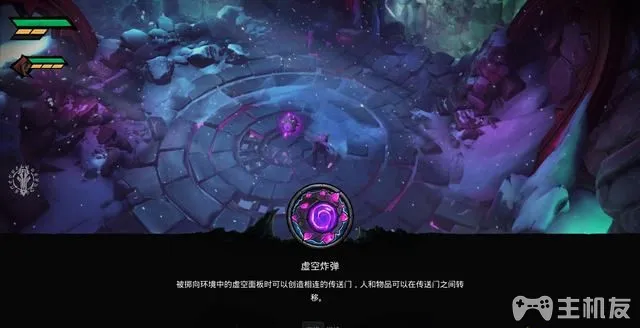 虚空炸弹
被掷向环境中的虚空面板时可以创造相连的传送门，人和物品可以在传送门之间转
移。
主机友